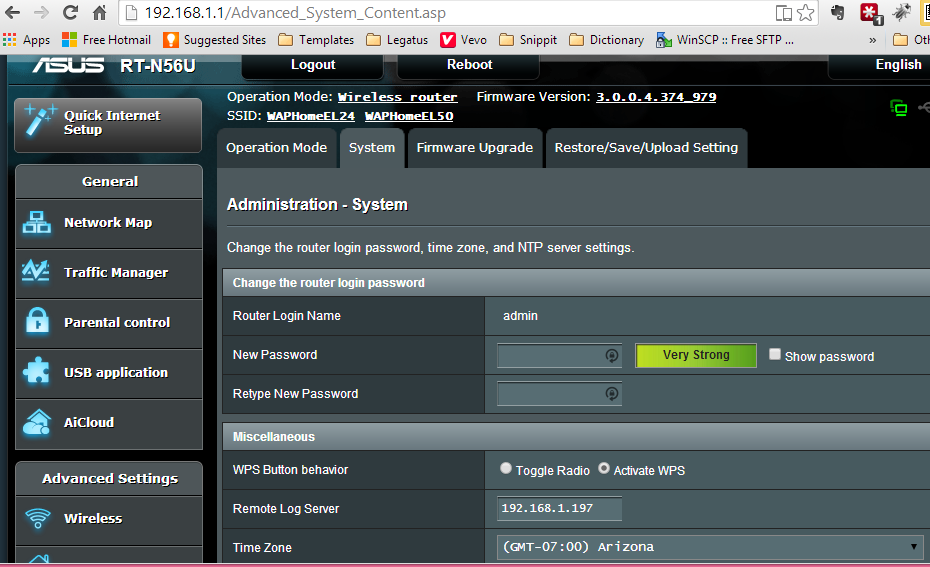 192.168.1.1/Advanced_System_Content.asp
Apps Free Hotmail Suggested Sites Templates Legatus Vevo Snippit Dictionary WinSCP :: Free SFTP ... » Ot
ASUS RT-N56U Logout Reboot English
Operation Mode: Wireless router Firmware Version: 3.0.0.4.374_979
SSID: WAPHomeEL24 WAPHomeEL50
Quick Internet
Setup
General
Network Map
Traffic Manager
Parental control
USB application
AiCloud
Advanced Settings
Wireless
Operation Mode System Firmware Upgrade Restore/Save/Upload Setting
Administration - System
Change the router login password, time zone, and NTP server settings.
Change the router login password
Router Login Name admin
New Password Very Strong Show password
Retype New Password
Miscellaneous
WPS Button behavior Toggle Radio Activate WPS
Remote Log Server 192.168.1.197
Time Zone (GMT-07:00) Arizona